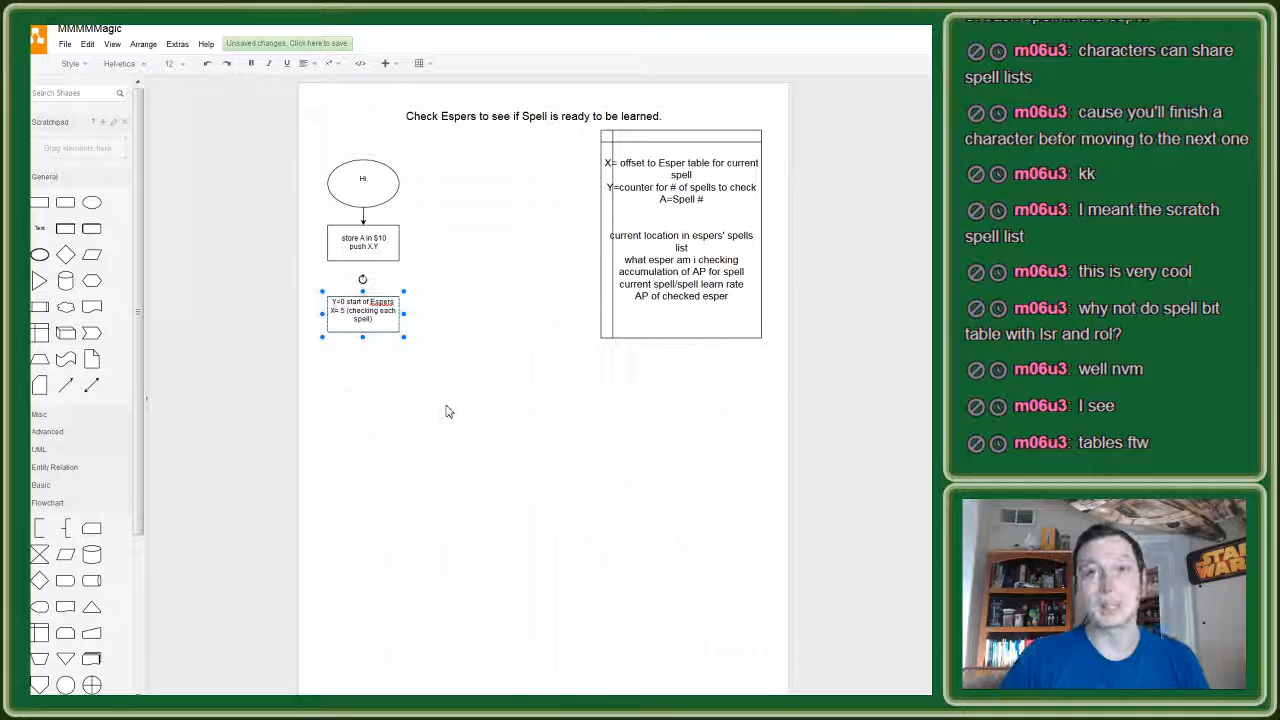 MMMMMagic
File Edit View Arrange Extras Help Unsaved changes. Click here to save.
Style Helvetica 12 B I U
Search Shapes
Scratchpad
Drag elements here
General
Text
Misc
Advanced
UML
Entity Relation
Basic
Flowchart
Check Espers to see if Spell is ready to be learned.
Hi.
store A in $10
push X,Y
Y=0 start of Espers
X= 5 (checking each
spell)
X= offset to Esper table for current
spell
Y=counter for # of spells to check
A=Spell #
current location in espers' spells
list
what esper am i checking
accumulation of AP for spell
current spell/spell learn rate
AP of checked esper
m06u3: characters can share
spell lists
m06u3: cause you'll finish a
character befor moving to the next one
m06u3: kk
m06u3: I meant the scratch
spell list
m06u3: this is very cool
m06u3: why not do spell bit
table with lsr and rol?
m06u3: well nvm
m06u3: I see
m06u3: tables ftw
STAR
WARS